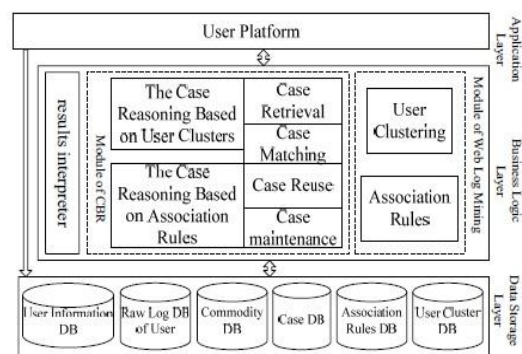 User Platform
Application
Layer
results interpreter
Module of CBR
The Case
Reasoning Based
on User Clusters
The Case
Reasoning Based
on Association
Rules
Case
Retrieval
Case
Matching
Case Reuse
Case
maintenance
User
Clustering
Association
Rules
Module of Web Log Mining
Business Logic
Layer
User Information
DB
Raw Log DB
of User
Commodity
DB
Case DB
Association
Rules DB
User Cluster
DB
Data Storage
Layer